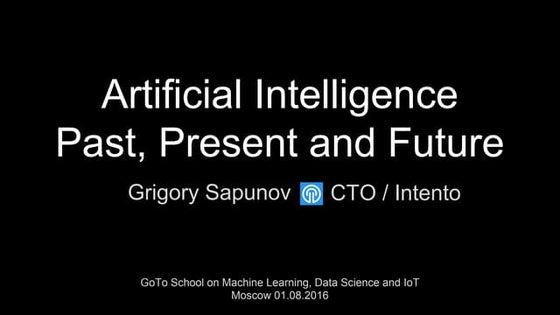 Artificial Intelligence
Past, Present and Future
Grigory Sapunov CTO / Intento
GoTo School on Machine Learning, Data Science and IoT
Moscow 01.08.2016